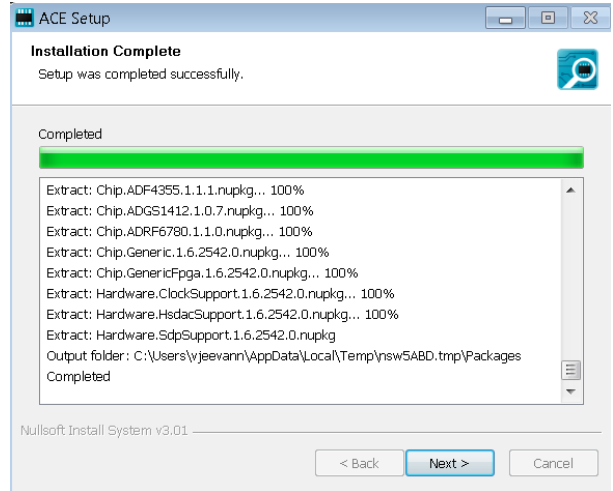 ACE Setup
Installation Complete
Setup was completed successfully.
Completed
Extract: Chip.ADF4355.1.1.1.nupkg... 100%
Extract: Chip.ADGS1412.1.0.7.nupkg... 100%
Extract: Chip.ADRF6780.1.1.0.nupkg... 100%
Extract: Chip.Generic.1.6.2542.0.nupkg... 100%
Extract: Chip.GenericFpga.1.6.2542.0.nupkg... 100%
Extract: Hardware.ClockSupport.1.6.2542.0.nupkg... 100%
Extract: Hardware.HsdacSupport.1.6.2542.0.nupkg... 100%
Extract: Hardware.SdpSupport.1.6.2542.0.nupkg
Output folder: C:\Users\vjeevann\AppData\Local\Temp\nsw5ABD.tmp\Packages
Completed
Nullsoft Install System v3.01
< Back Next > Cancel